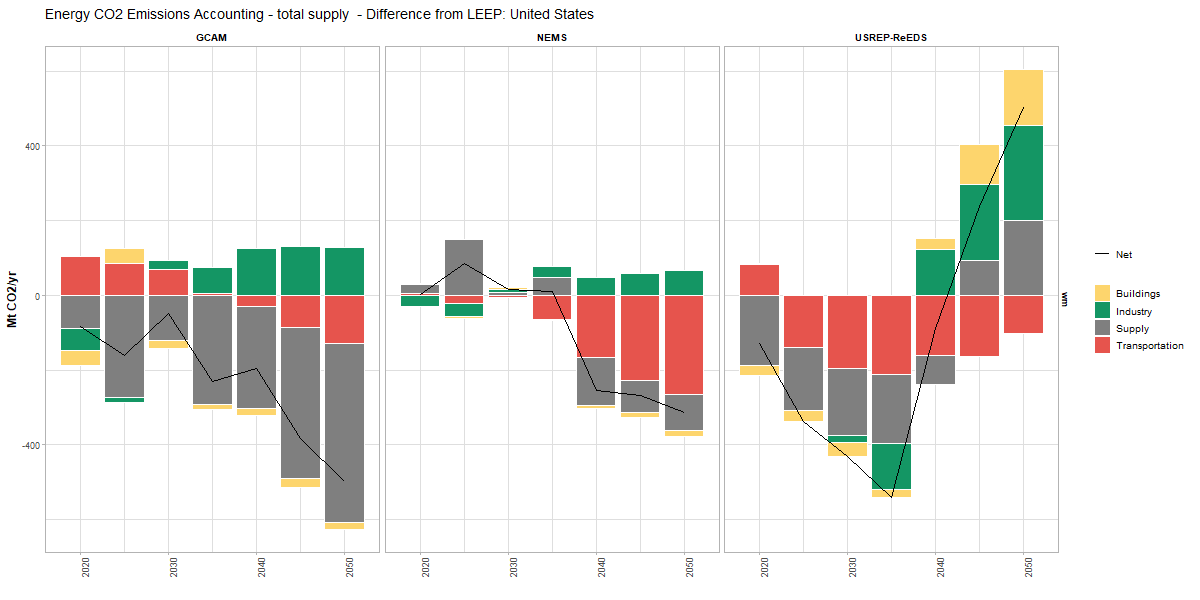 Energy CO2 Emissions Accounting - total supply  - Difference from LEEP: United States
GCAM
NEMS
USREP-ReEDS
Mt CO2/yr
400
0
-400
2020
2030
2040
2050
2020
2030
2040
2050
2020
2030
2040
2050
wm
Net
Buildings
Industry
Supply
Transportation